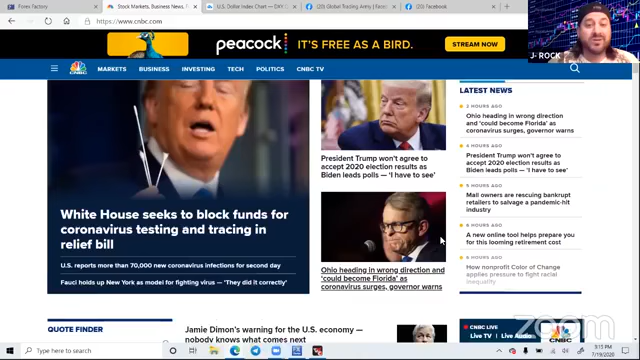 Forex Factory
Stock Markets, Business News, F
U.S. Dollar Index Chart — DXY Q
(20) Global Trading Army | Faceb
(20) Facebook
https://www.cnbc.com
peacock
IT'S FREE AS A BIRD.
STREAM NOW
J- ROCK
CNBC
MARKETS
BUSINESS
INVESTING
TECH
POLITICS
CNBC TV
White House seeks to block funds for
coronavirus testing and tracing in
relief bill
U.S. reports more than 70,000 new coronavirus infections for second
day
Fauci holds up New York as model for fighting virus — 'They did it correctly'
President Trump won't agree to
accept 2020 election results as
Biden leads polls — 'I have to see'
Ohio heading in wrong direction and
'could become Florida' as
coronavirus surges, governor warns
LATEST NEWS
2 HOURS AGO
Ohio heading in wrong direction
and 'could become Florida' as
coronavirus surges, governor warns
4 HOURS AGO
President Trump won't agree to
accept 2020 election results as
Biden leads polls — 'I have to see'
HOURS AGO
Mall owners are rescuing bankrupt
retailers to salvage a pandemic-hit
industry
HOURS AGO
A new online tool helps prepare you
for this looming retirement cost
HOURS AGO
How nonprofit Color of Change
applies pressure to fight racial
inequality
QUOTE FINDER
Jamie Dimon's warning for the U.S. economy —
nobody knows what comes next
CNBC LIVE
Live TV
Live Audio
CNBC
zoom
Type here to search
9:15 PM
7/19/2020